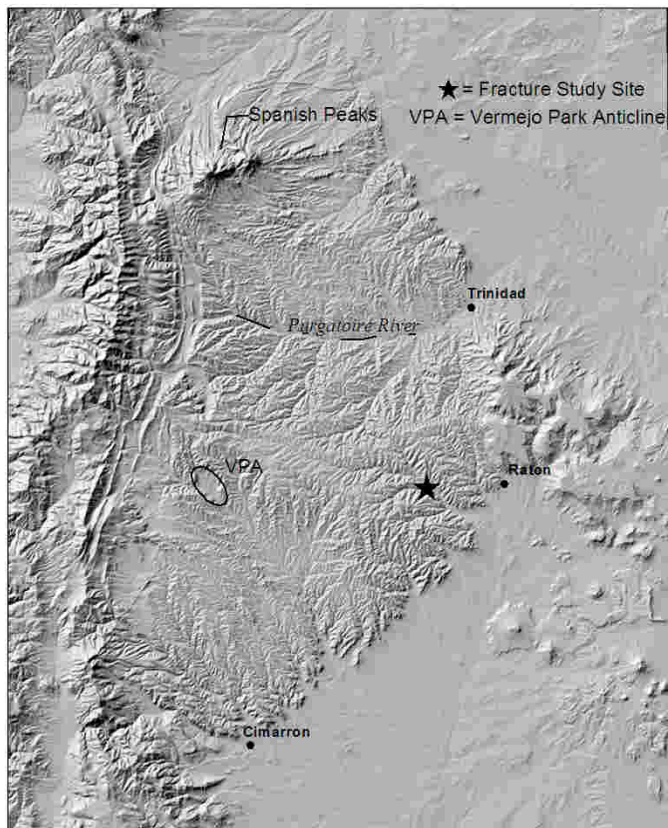 ★ = Fracture Study Site
Spanish Peaks
VPA = Vermejo Park Anticline
Trinidad
Purgatoire River
VPA
Raton
Cimarron